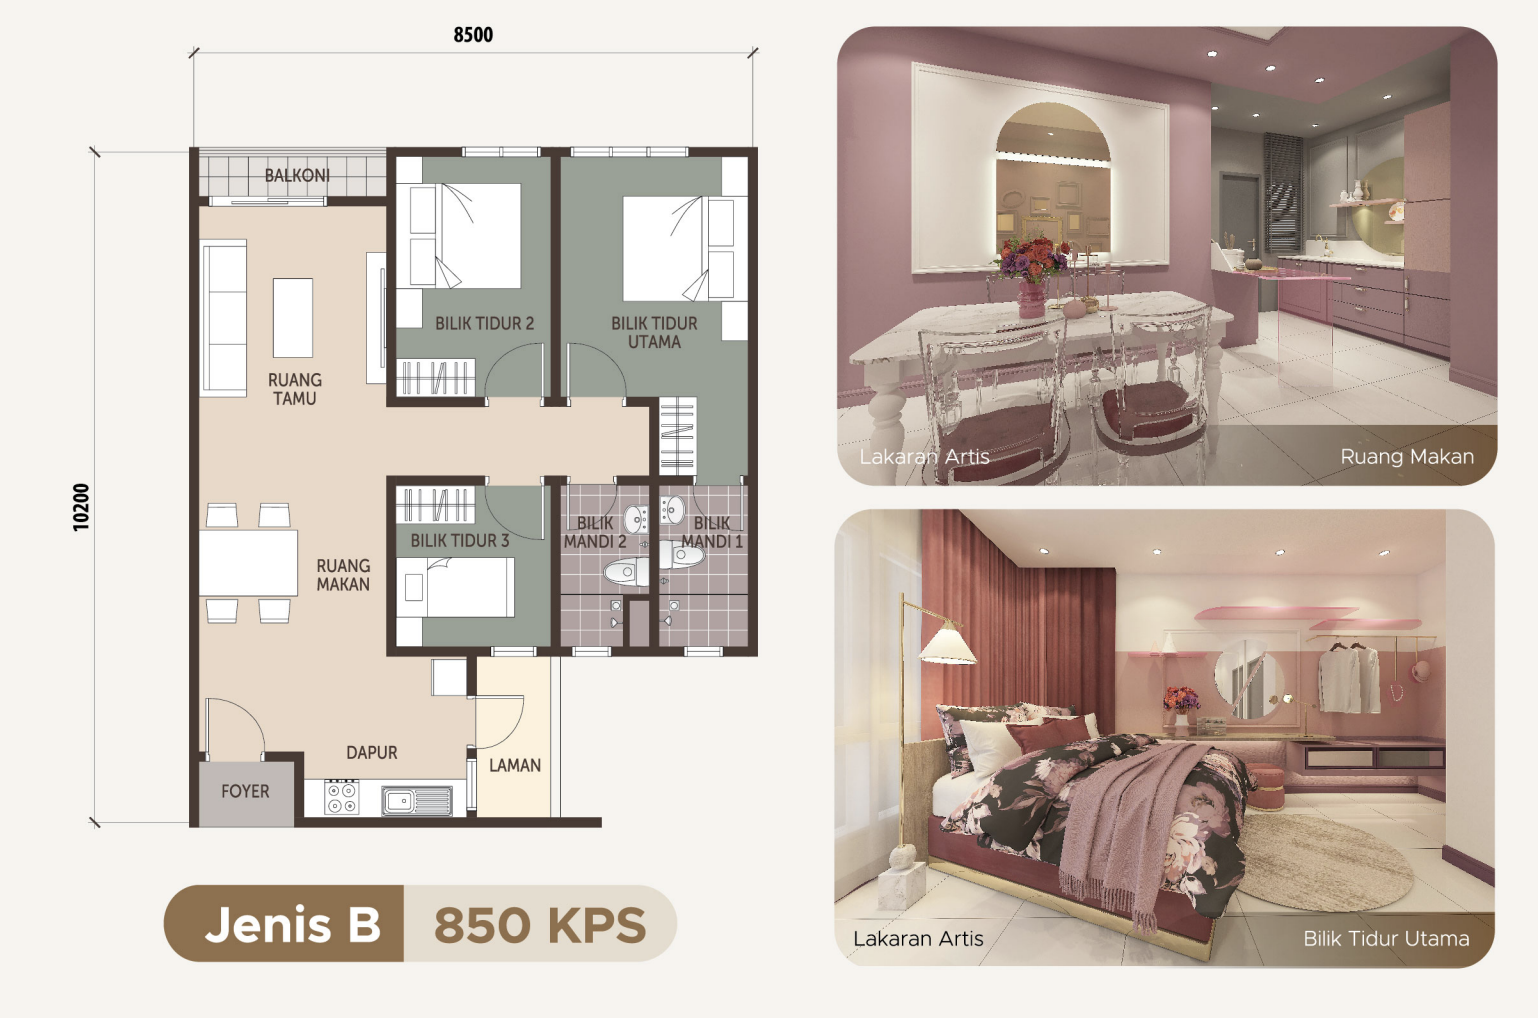 8500
10200
BALKONI
BILIK TIDUR 2
BILIK TIDUR
UTAMA
RUANG
TAMU
BILIK TIDUR 3
BILIK
MANDI 2
BILIK
MANDI 1
RUANG
MAKAN
DAPUR
LAMAN
FOYER
Jenis B
850 KPS
Lakaran Artis
Ruang Makan
Lakaran Artis
Bilik Tidur Utama